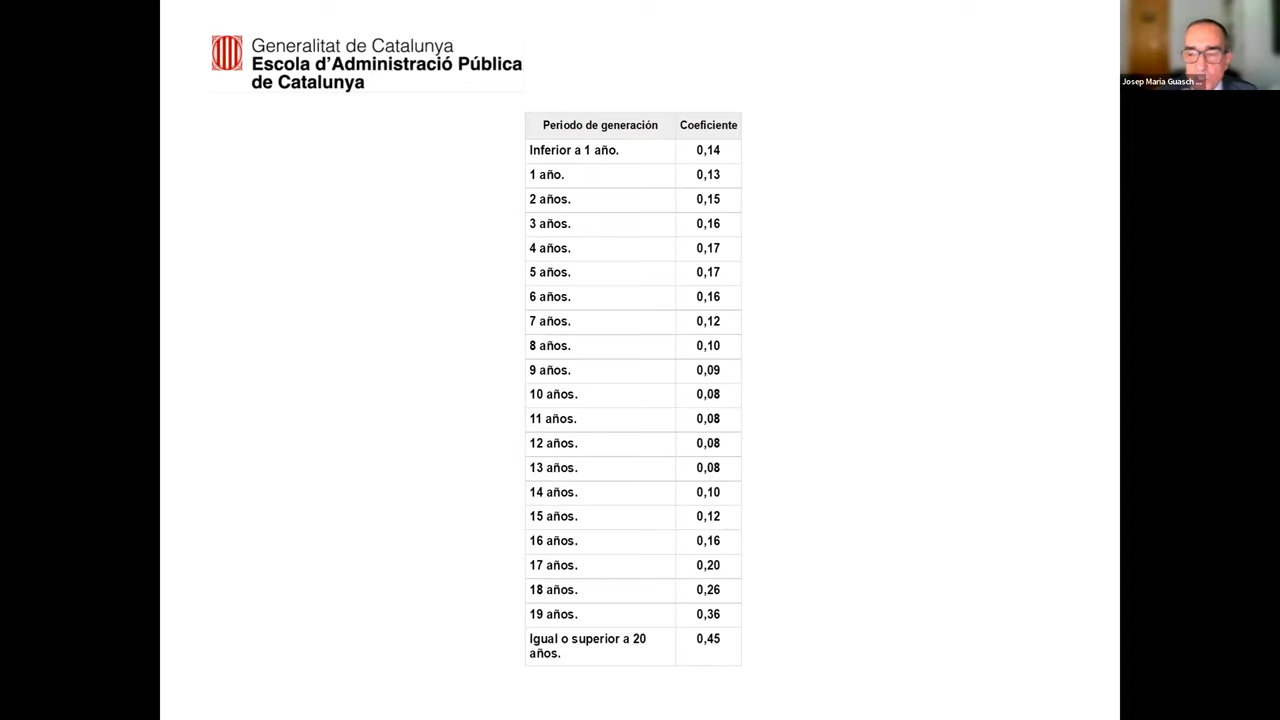 Generalitat de Catalunya
Escola d'Administració Pública
de Catalunya
Josep Maria Guasch ...
Periodo de generación Coeficiente
Inferior a 1 año. 0,14
1 año. 0,13
2 años. 0,15
3 años. 0,16
4 años. 0,17
5 años. 0,17
6 años. 0,16
7 años. 0,12
8 años. 0,10
9 años. 0,09
10 años. 0,08
11 años. 0,08
12 años. 0,08
13 años. 0,08
14 años. 0,10
15 años. 0,12
16 años. 0,16
17 años. 0,20
18 años. 0,26
19 años. 0,36
Igual o superior a 20 0,45
años.